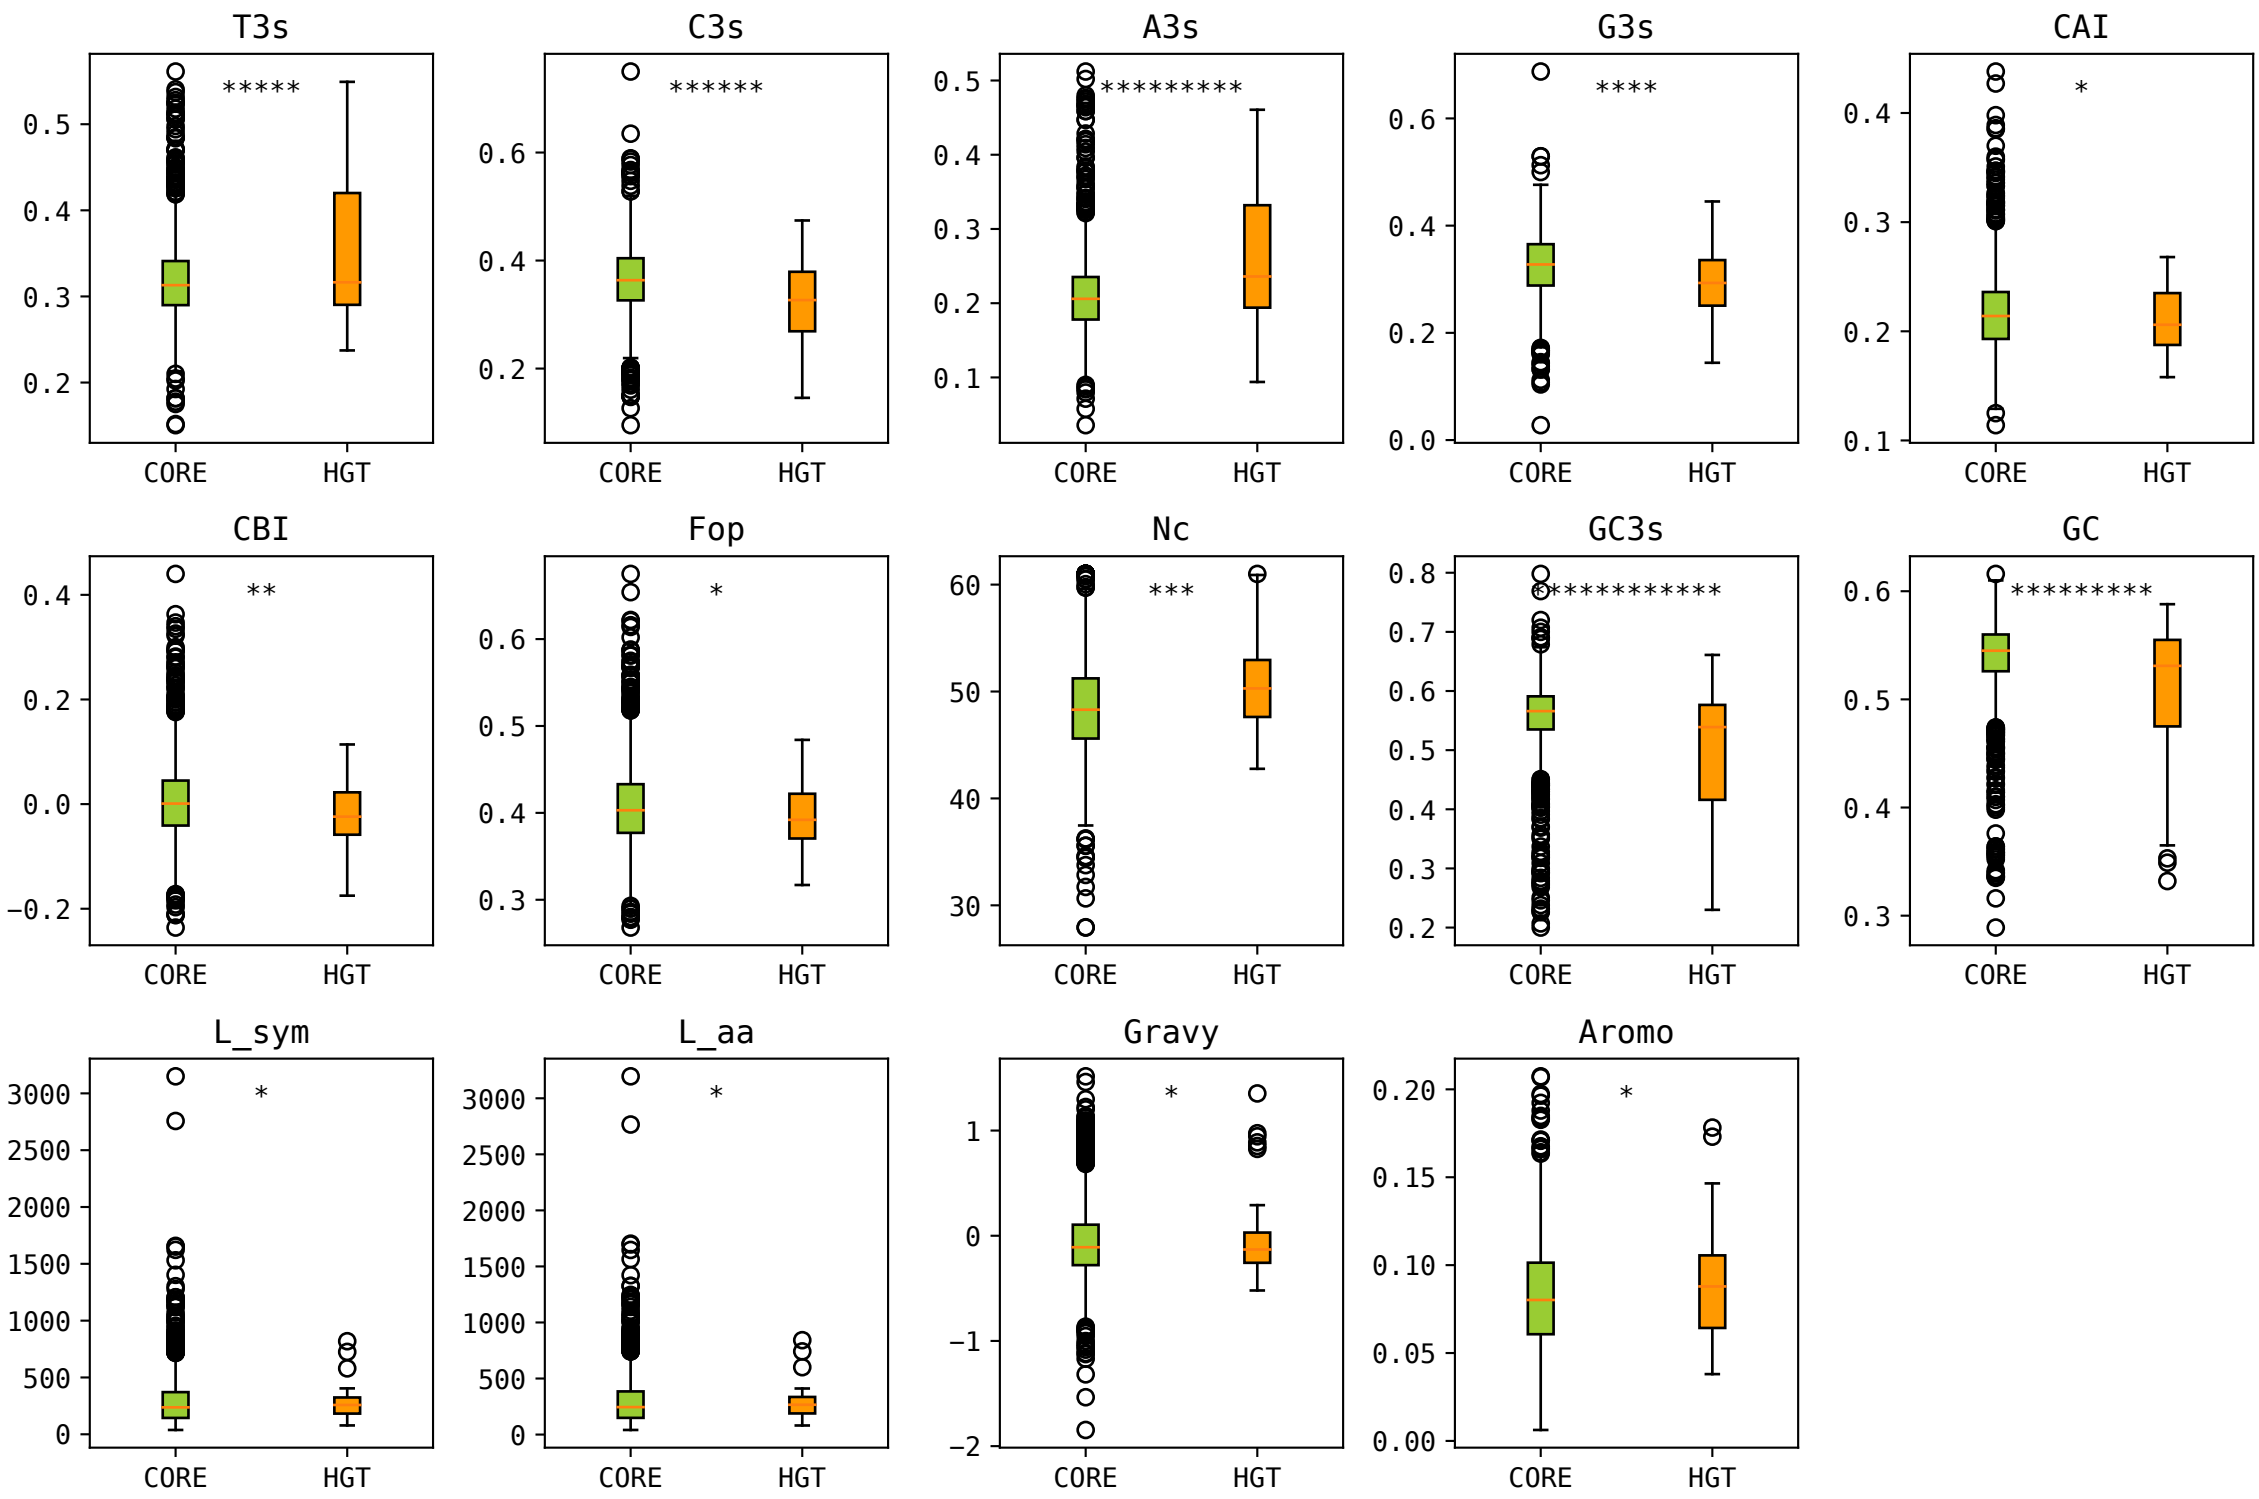 T3s C3s A3s G3s CAI
***** ****** ********* **** *
0.5 0.4 0.3 0.2
0.6 0.4 0.2
0.5 0.4 0.3 0.2 0.1
0.6 0.4 0.2 0.0
0.4 0.3 0.2 0.1
CORE HGT CORE HGT CORE HGT CORE HGT CORE HGT
CBI Fop Nc GC3s GC
** * *** ************ *********
0.4 0.2 0.0 −0.2
0.6 0.5 0.4 0.3
60 50 40 30
0.8 0.7 0.6 0.5 0.4 0.3 0.2
0.6 0.5 0.4 0.3
CORE HGT CORE HGT CORE HGT CORE HGT CORE HGT
L_sym L_aa Gravy Aromo
* * * *
3000 2500 2000 1500 1000 500 0
3000 2500 2000 1500 1000 500 0
1 0 −1 −2
0.20 0.15 0.10 0.05 0.00
CORE HGT CORE HGT CORE HGT CORE HGT